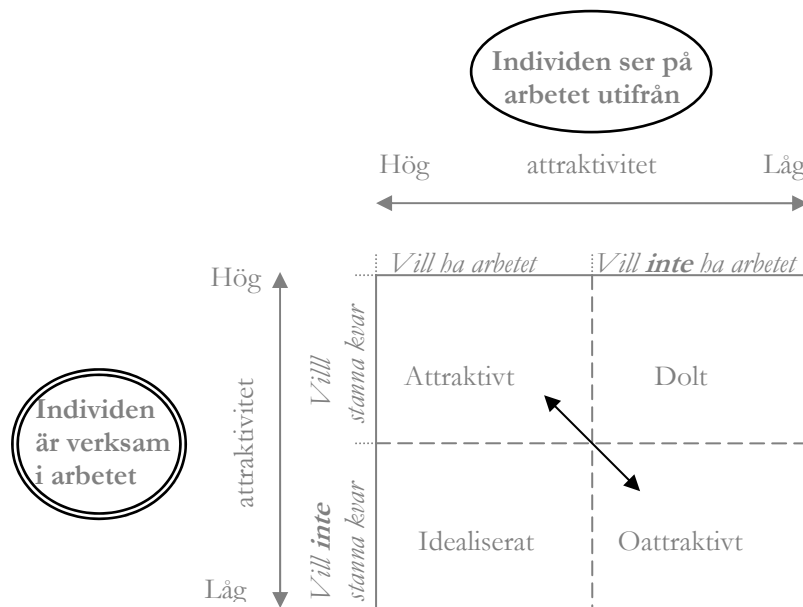 Individen ser på
arbetet utifrån
Hög attraktivitet Låg
Vill ha arbetet Vill inte ha arbetet
Hög
attraktivitet
Låg
Individen
är verksam
i arbetet
Villl
stanna kvar
Attraktivt Dolt
Vill inte
stanna kvar
Idealiserat Oattraktivt